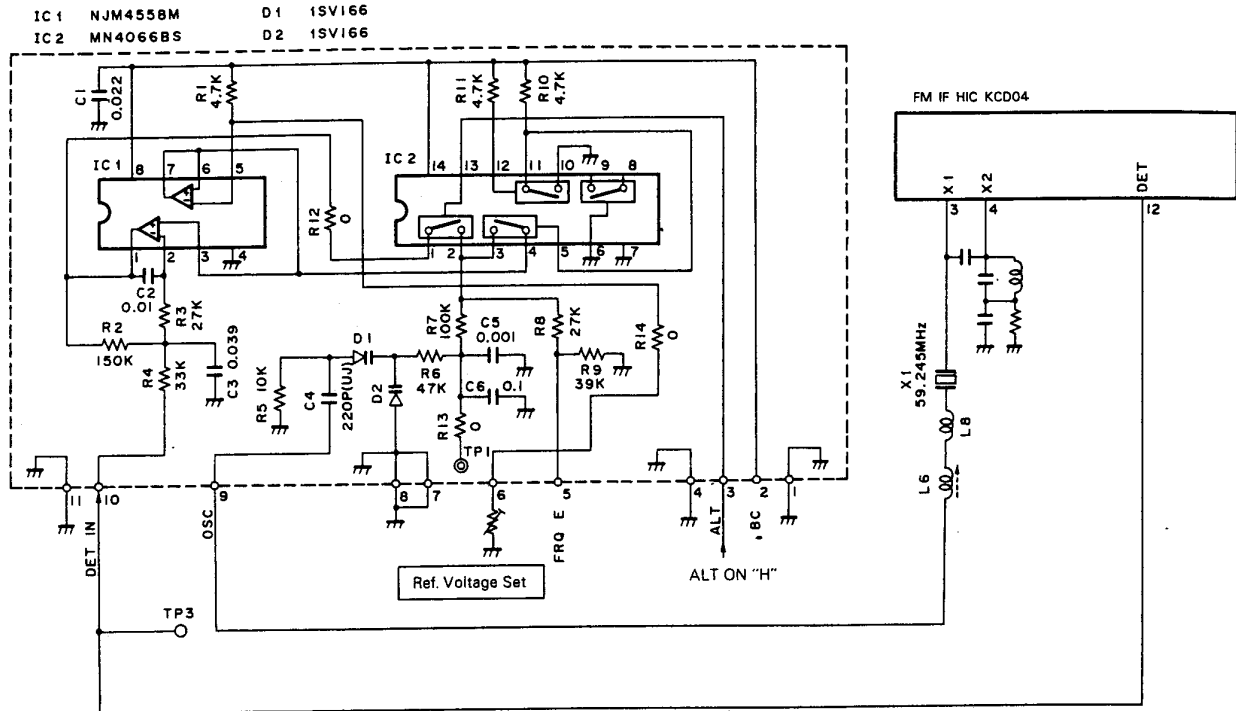 IC1 NJM4558M D1 1SV166
IC2 MN4066BS D2 1SV166
C1 0.022
R1 4.7K
R11 4.7K
R10 4.7K
FM IF HIC KCD04
IC1
8 7 6 5
IC2
14 13 12 11 10 9 8
X1 X2 DET
3 4 12
R12 0
1 2 3 4
1 2 3 4 5 6 7
C2 0.01
R3 27K
R2 150K
R4 33K
C3 0.039
R5 10K
C4 220P(UJ)
D1
D2
R6 47K
R7 100K
C5 0.001
C6 0.1
R8 27K
R9 39K
R14 0
R13 0
TP1
X1 59.245MHz
L8
L6
11 10 9 8 7 6 5 4 3 2 1
DET IN
OSC
FRQ E
ALT
BC
Ref. Voltage Set
ALT ON "H"
TP3